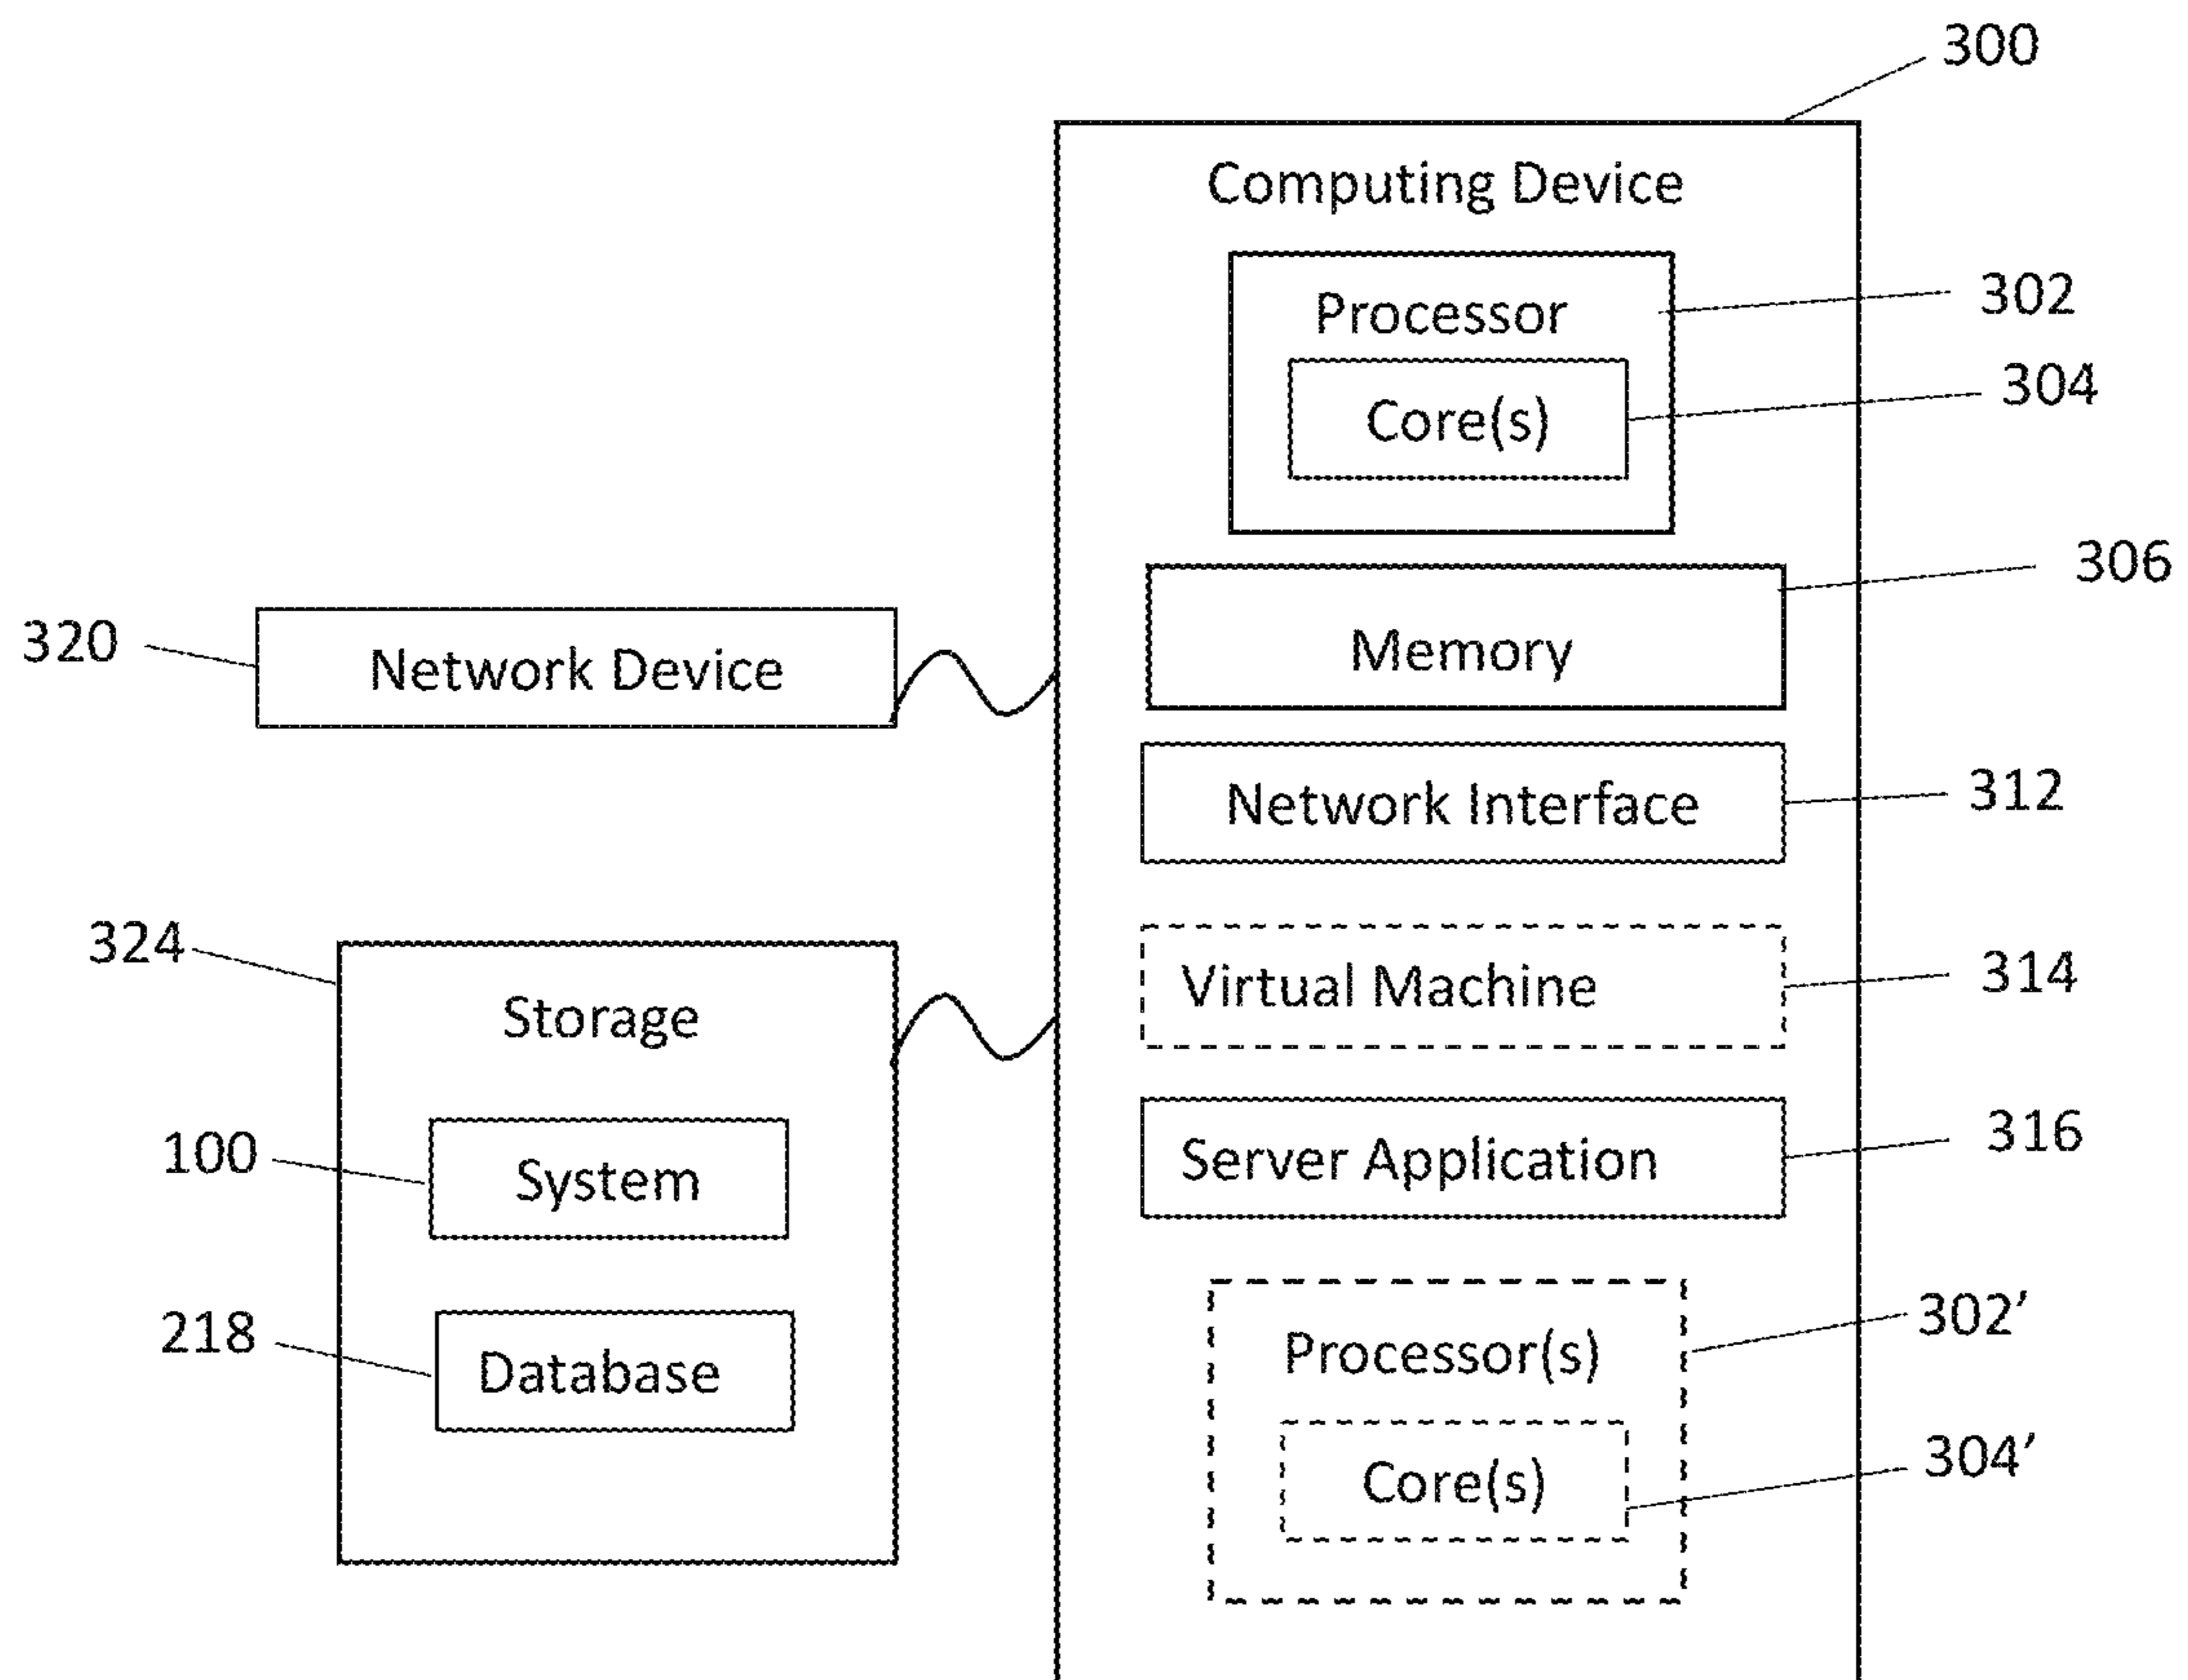 300
Computing Device
Processor
302
Core(s)
304
306
Memory
320
Network Device
Network Interface
312
324
Storage
Virtual Machine
314
100
System
Server Application
316
218
Database
Processor(s)
302’
Core(s)
304’